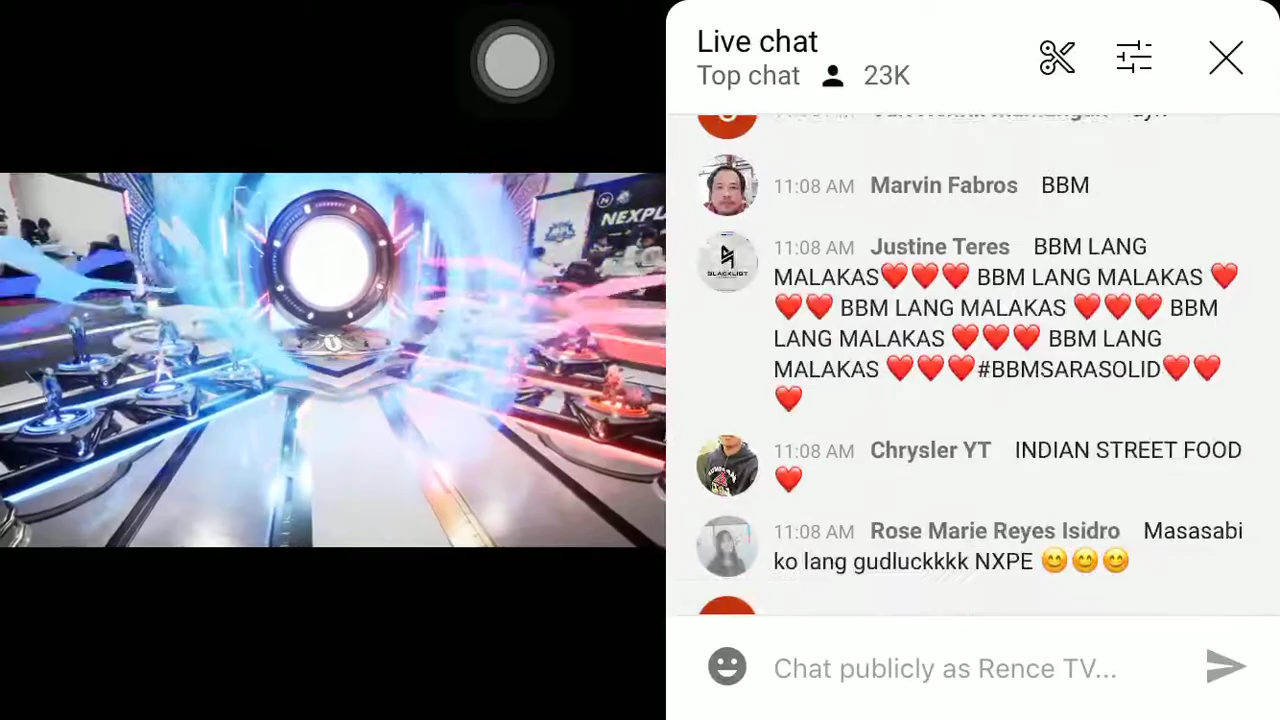 Live chat
Top chat 23K
11:08 AM Marvin Fabros BBM
11:08 AM Justine Teres BBM LANG
MALAKAS❤️❤️❤️ BBM LANG MALAKAS ❤️
❤️❤️ BBM LANG MALAKAS ❤️❤️❤️ BBM
LANG MALAKAS ❤️❤️❤️ BBM LANG
MALAKAS ❤️❤️❤️#BBMSARASOLID❤️❤️
❤️
BLACKLIST
11:08 AM Chrysler YT INDIAN STREET FOOD
❤️
11:08 AM Rose Marie Reyes Isidro Masasabi
ko lang gudluckkkk NXPE 😊😊😊
Chat publicly as Rence TV...